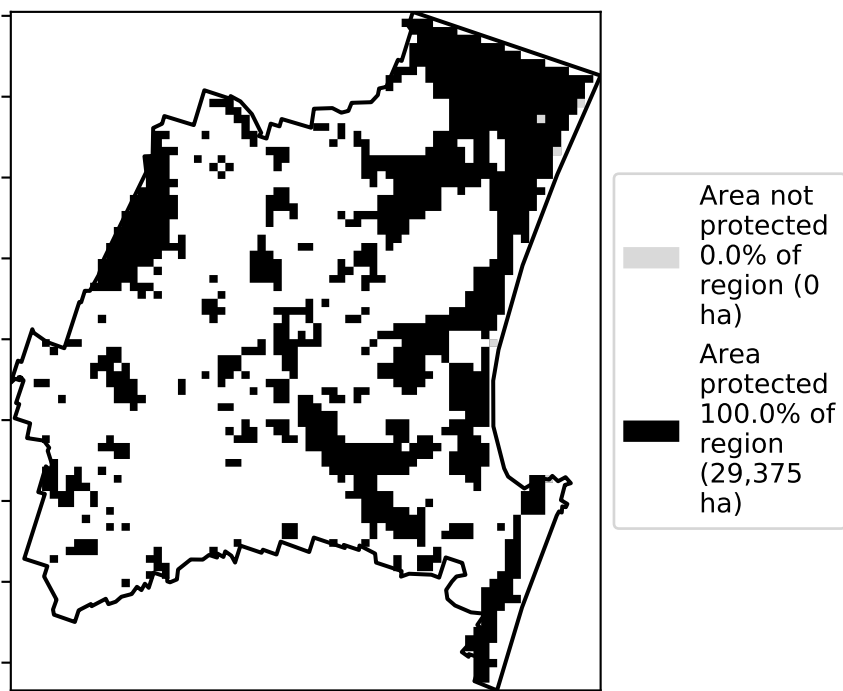 Area not
protected
0.0% of
region (0
ha)
Area
protected
100.0% of
region
(29,375
ha)